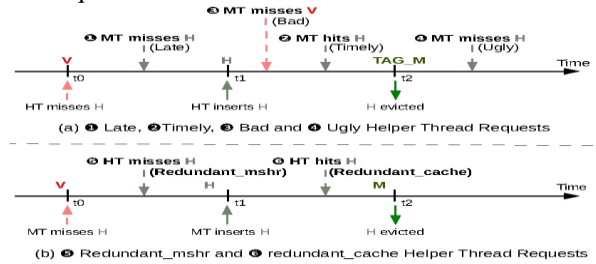 ❸ MT misses V
(Bad)
❶ MT misses H
(Late)
❷ MT hits H
(Timely)
❹ MT misses H
(Ugly)
V
H
TAG_M
Time
t0
t1
t2
HT misses H
HT inserts H
H evicted
(a) ❶ Late, ❷Timely, ❸ Bad and ❹ Ugly Helper Thread Requests
❺ HT misses H
(Redundant_mshr)
❻ HT hits H
(Redundant_cache)
V
H
M
Time
t0
t1
t2
MT misses H
MT inserts H
H evicted
(b) ❺ Redundant_mshr and ❻ redundant_cache Helper Thread Requests